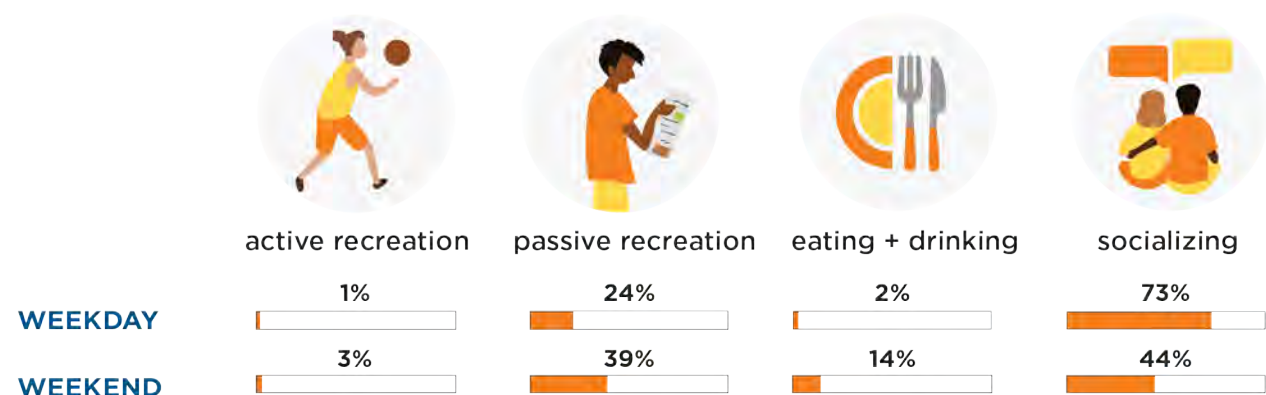 active recreation passive recreation eating + drinking socializing
1% 24% 2% 73%
WEEKDAY
3% 39% 14% 44%
WEEKEND